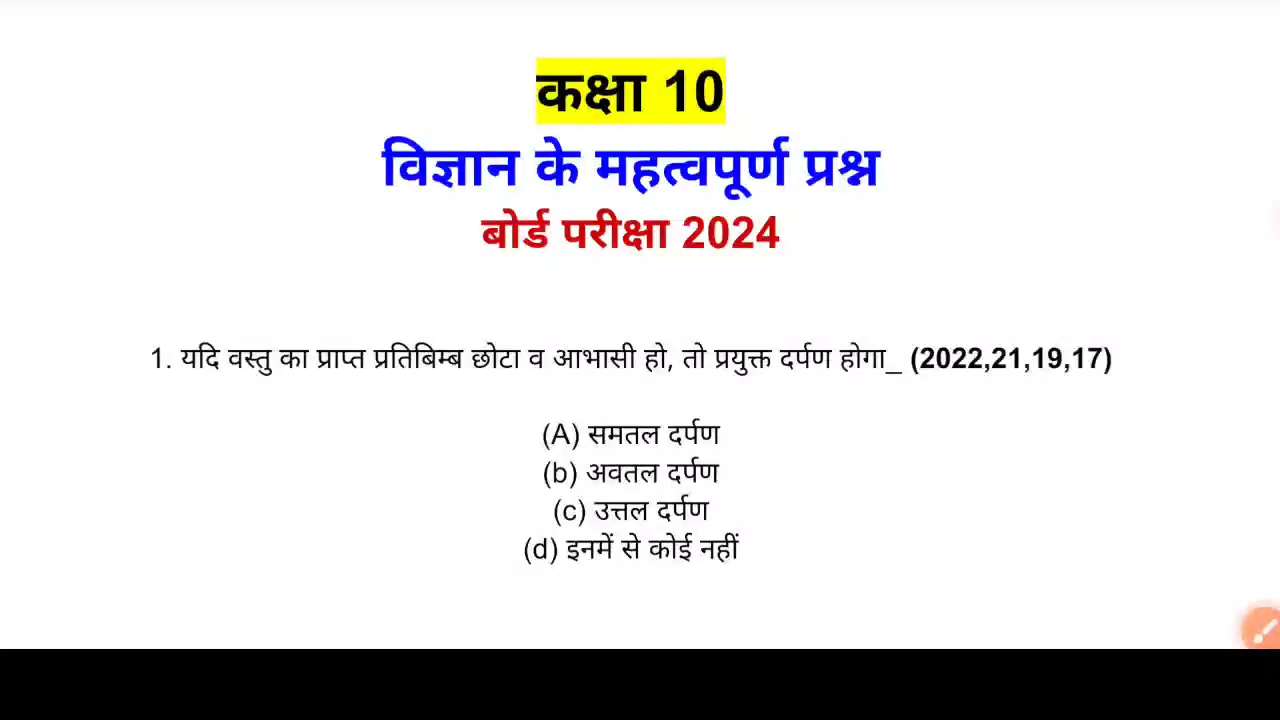 कक्षा 10
विज्ञान के महत्वपूर्ण प्रश्न
बोर्ड परीक्षा 2024
1. यदि वस्तु का प्राप्त प्रतिबिम्ब छोटा व आभासी हो, तो प्रयुक्त दर्पण होगा_ (2022,21,19,17)
(A) समतल दर्पण
(b) अवतल दर्पण
(c) उत्तल दर्पण
(d) इनमें से कोई नहीं